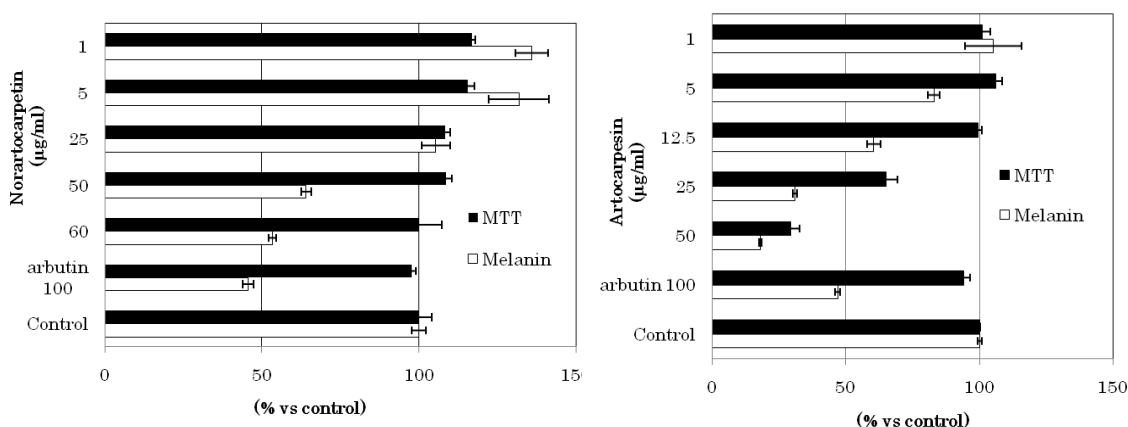 Norartocarpetin
(µg/ml)
1
5
25
50
60
arbutin
100
Control
MTT
Melanin
0
50
100
15
(% vs control)
Artocarpesin
(µg/ml)
1
5
12.5
25
50
arbutin 100
Control
MTT
Melanin
0
50
100
150
(% vs control)